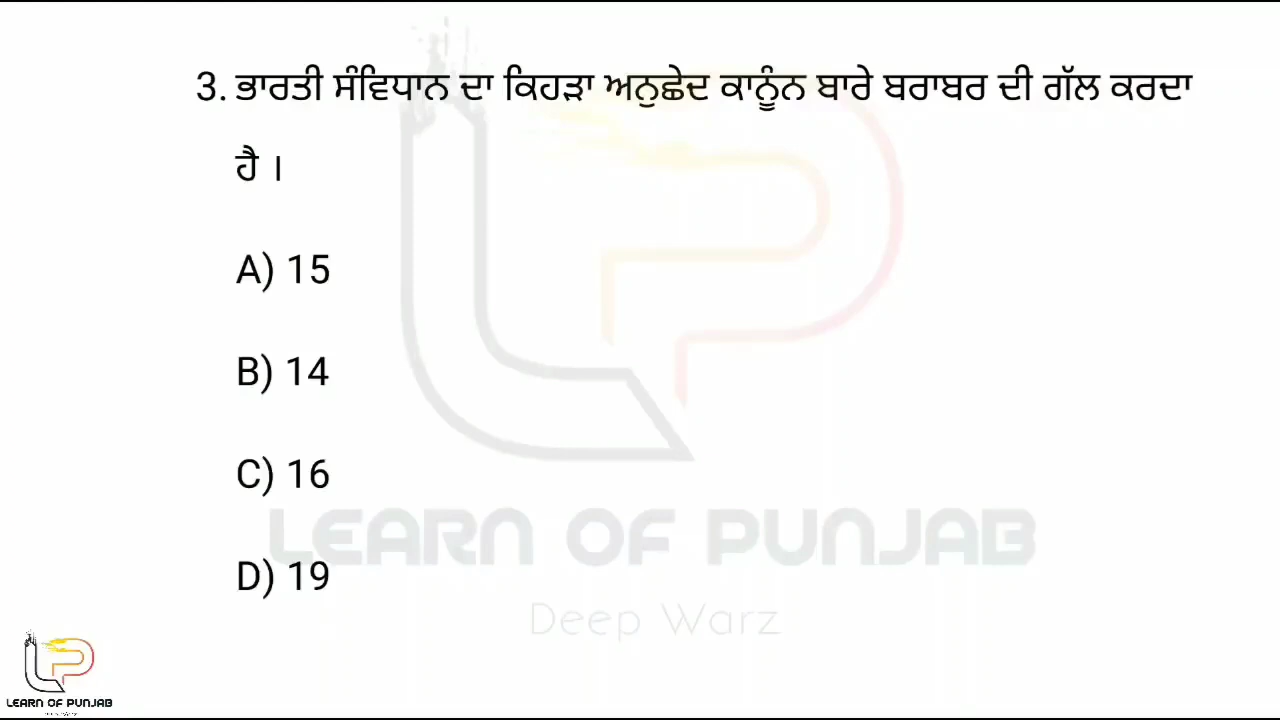 3. ਭਾਰਤੀ ਸੰਵਿਧਾਨ ਦਾ ਕਿਹੜਾ ਅਨੁਛੇਦ ਕਾਨੂੰਨ ਬਾਰੇ ਬਰਾਬਰ ਦੀ ਗੱਲ ਕਰਦਾ
ਹੈ ।
A) 15
B) 14
C) 16
D) 19
LEARN OF PUNJAB
Deep Warz
LEARN OF PUNJAB